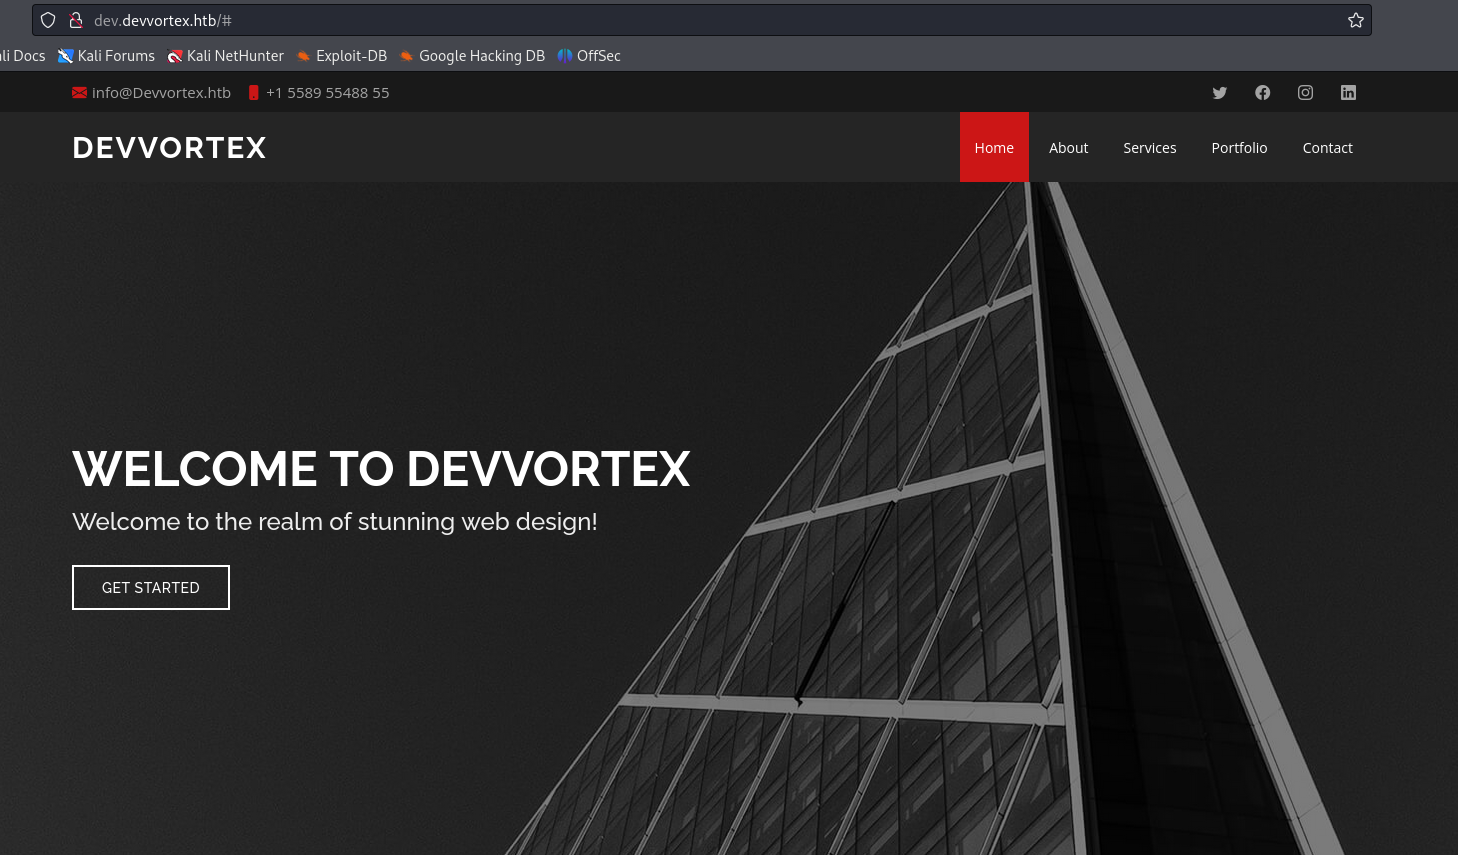 dev.devvortex.htb/#
li Docs Kali Forums Kali NetHunter Exploit-DB Google Hacking DB OffSec
info@Devvortex.htb +1 5589 55488 55
DEVVORTEX Home About Services Portfolio Contact
WELCOME TO DEVVORTEX
Welcome to the realm of stunning web design!
GET STARTED